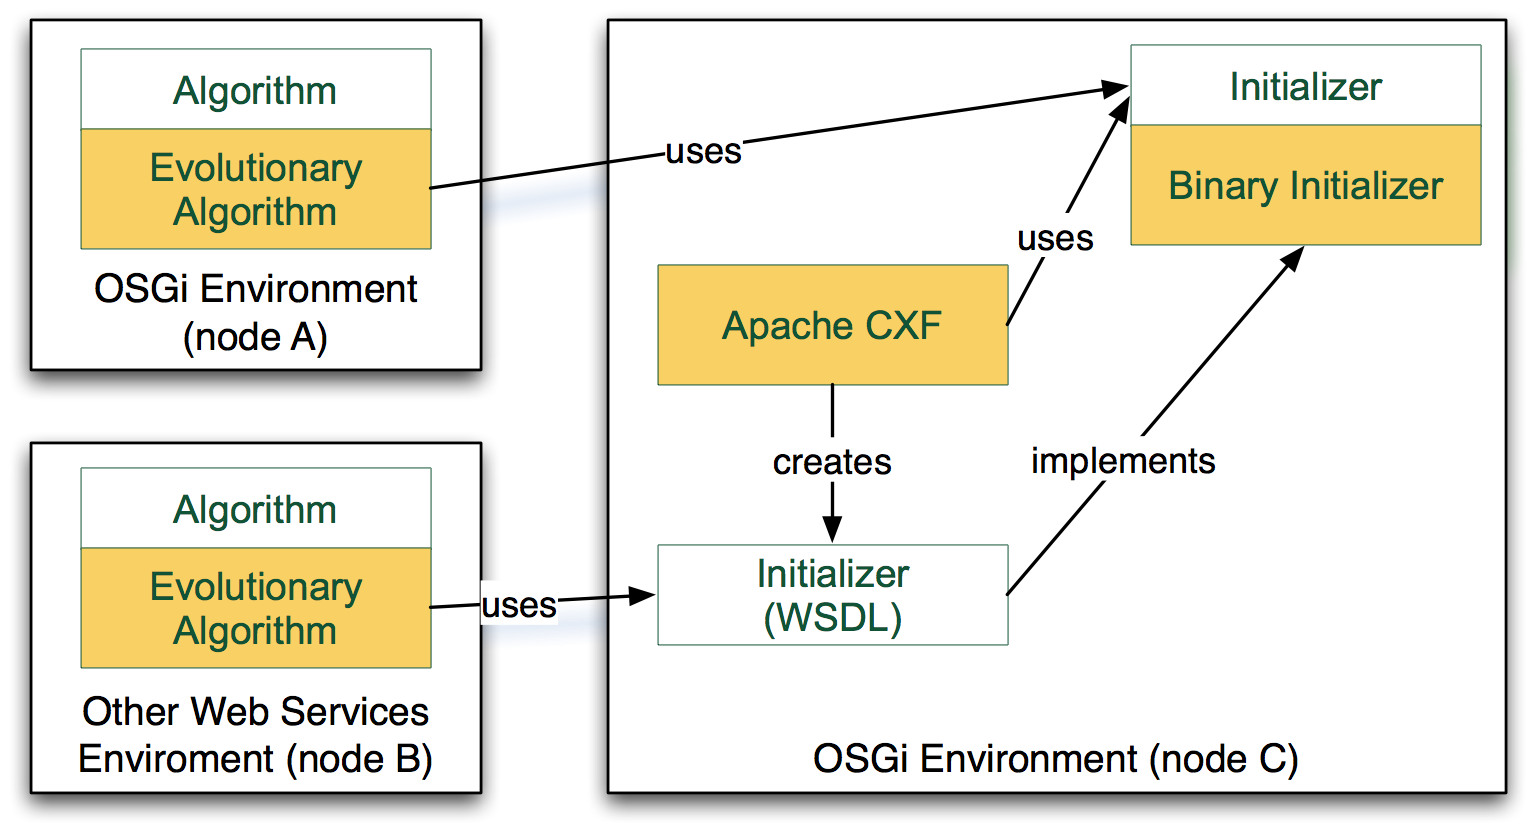 Algorithm
Evolutionary
Algorithm
OSGi Environment
(node A)
uses
Initializer
Binary Initializer
uses
Apache CXF
creates
implements
Initializer
(WSDL)
OSGi Environment (node C)
Algorithm
Evolutionary
Algorithm
uses
Other Web Services
Enviroment (node B)